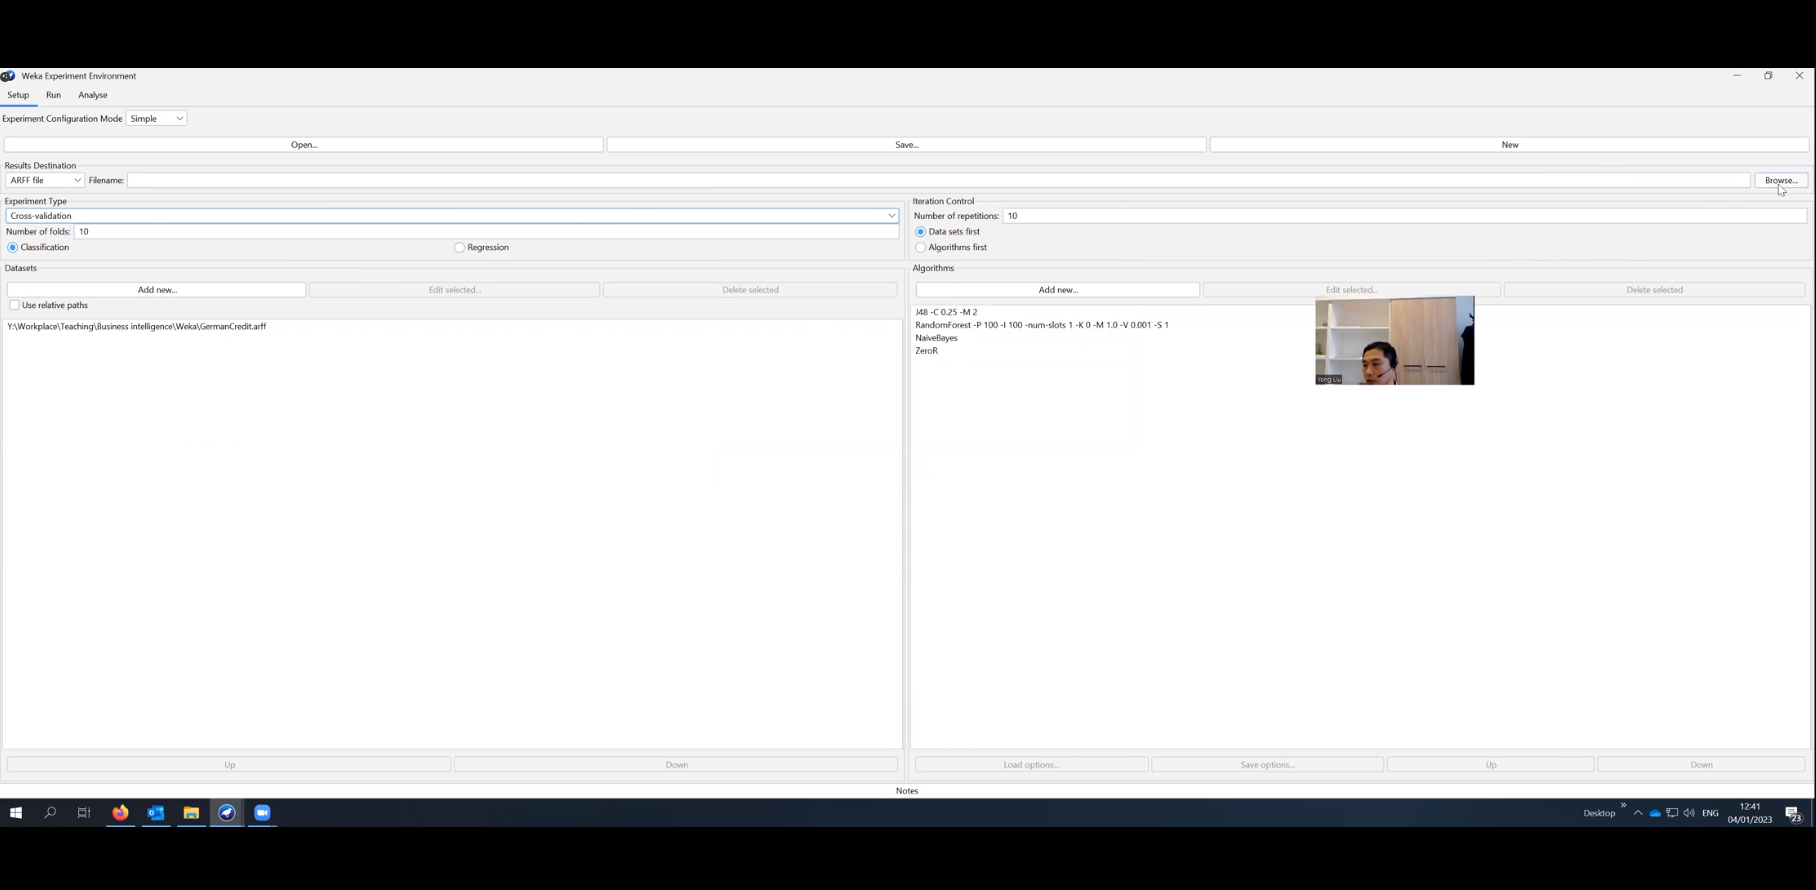 Weka Experiment Environment
Setup Run Analyse
Experiment Configuration Mode Simple
Open... Save... New
Results Destination
ARFF file Filename: Browse...
Experiment Type
Cross-validation
Number of folds: 10
Classification Regression
Iteration Control
Number of repetitions: 10
Data sets first
Algorithms first
Datasets
Add new... Edit selected... Delete selected
Use relative paths
Y:\Workplace\Teaching\Business intelligence\Weka\GermanCredit.arff
Up Down
Algorithms
Add new... Edit selected... Delete selected
J48 -C 0.25 -M 2
RandomForest -P 100 -I 100 -num-slots 1 -K 0 -M 1.0 -V 0.001 -S 1
NaiveBayes
ZeroR
Yong Liu
Load options... Save options... Up Down
Notes
Desktop » ENG 12:41
04/01/2023
23